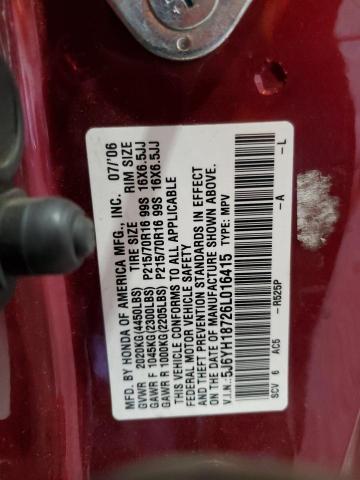 MFD. BY HONDA OF AMERICA MFG., INC. 07/'06
TIRE SIZE RIM SIZE
GVWR 2020KG(4450LBS)
GAWR F 1045KG(2300LBS) P215/70R16 99S 16X6.5JJ
GAWR R 1000KG(2205LBS) P215/70R16 99S 16X6.5JJ
THIS VEHICLE CONFORMS TO ALL APPLICABLE
FEDERAL MOTOR VEHICLE SAFETY
AND THEFT PREVENTION STANDARDS IN EFFECT
ON THE DATE OF MANUFACTURE SHOWN ABOVE.
V.I.N.: 5J6YH18726L016415 TYPE: MPV
SCV 6 AC5 - R525P -A -L